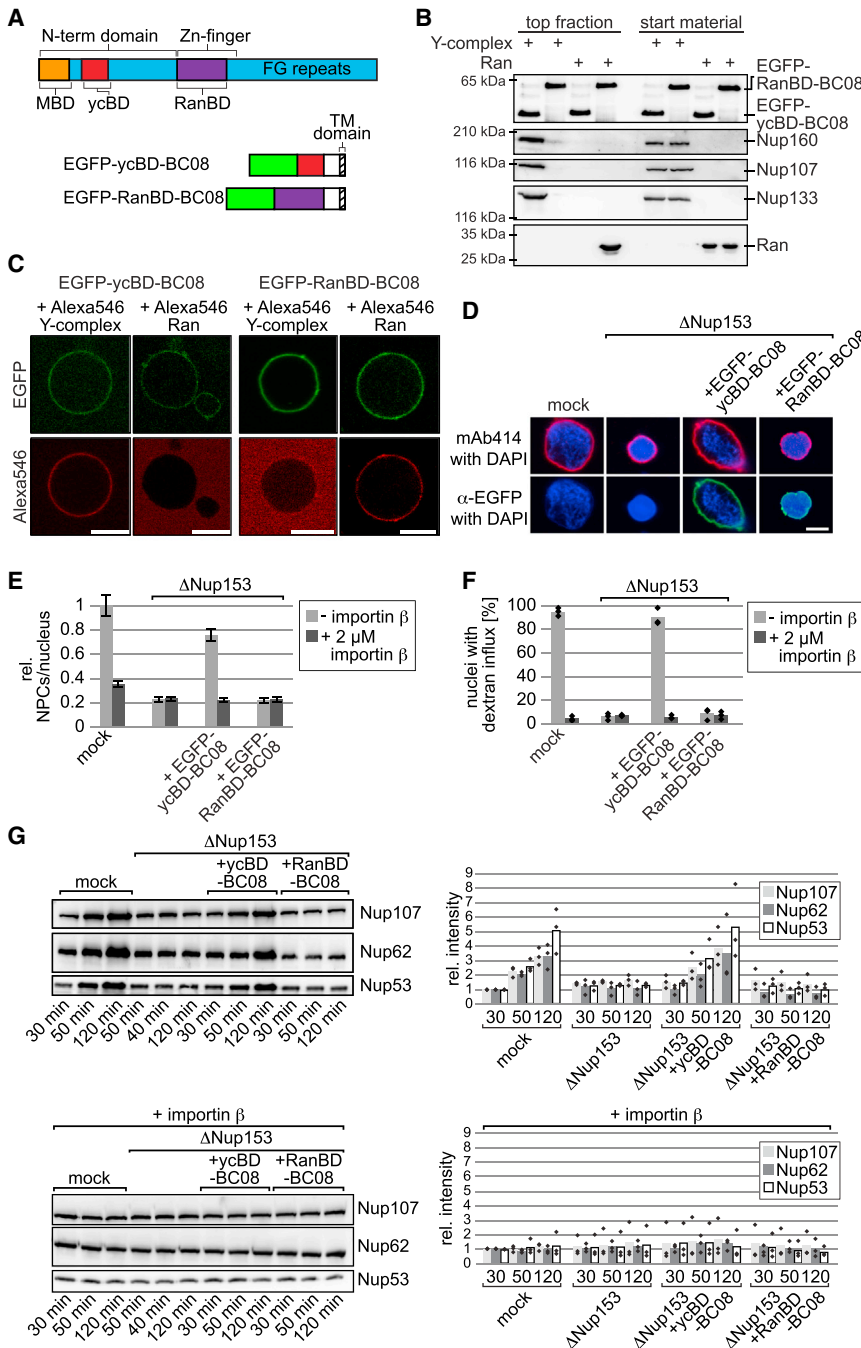 A
N-term domain
Zn-finger
FG repeats
MBD
ycBD
RanBD
TM
domain
EGFP-ycBD-BC08
EGFP-RanBD-BC08
B
top fraction
start material
Y-complex + + + +
Ran + + + +
EGFP-
RanBD-BC08
EGFP-
ycBD-BC08
65 kDa
210 kDa
Nup160
116 kDa
Nup107
Nup133
116 kDa
35 kDa
Ran
25 kDa
C
EGFP-ycBD-BC08
EGFP-RanBD-BC08
+ Alexa546
Y-complex
+ Alexa546
Ran
+ Alexa546
Y-complex
+ Alexa546
Ran
EGFP
Alexa546
D
ΔNup153
mock
+EGFP-
ycBD-BC08
+EGFP-
RanBD-BC08
mAb414
with DAPI
α-EGFP
with DAPI
E
ΔNup153
- importin β
+ 2 µM
importin β
rel.
NPCs/nucleus
1
0.8
0.6
0.4
0.2
0
mock
+ EGFP-
ycBD-BC08
+ EGFP-
RanBD-BC08
F
ΔNup153
- importin β
+ 2 µM
importin β
nuclei with
dextran influx [%]
100
80
60
40
20
0
mock
+ EGFP-
ycBD-BC08
+ EGFP-
RanBD-BC08
G
ΔNup153
+ycBD
-BC08
+RanBD
-BC08
mock
Nup107
Nup62
Nup53
30 min
50 min
120 min
50 min
40 min
120 min
30 min
50 min
120 min
30 min
50 min
120 min
rel. intensity
9
8
7
6
5
4
3
2
1
0
Nup107
Nup62
Nup53
30 50 120 30 50 120 30 50 120 30 50 120
mock
ΔNup153
ΔNup153
+ycBD
-BC08
ΔNup153
+RanBD
-BC08
+ importin β
ΔNup153
+ycBD
-BC08
+RanBD
-BC08
mock
Nup107
Nup62
Nup53
30 min
50 min
120 min
50 min
40 min
120 min
30 min
50 min
120 min
30 min
50 min
120 min
+ importin β
rel. intensity
9
8
7
6
5
4
3
2
1
0
Nup107
Nup62
Nup53
30 50 120 30 50 120 30 50 120 30 50 120
mock
ΔNup153
ΔNup153
+ycBD
-BC08
ΔNup153
+RanBD
-BC08